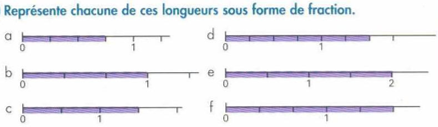 Représente chacune de ces longueurs sous forme de fraction.
a
0 1
d
0 1
b
0 1
e
0 1 2
c
0 1
f
0 1